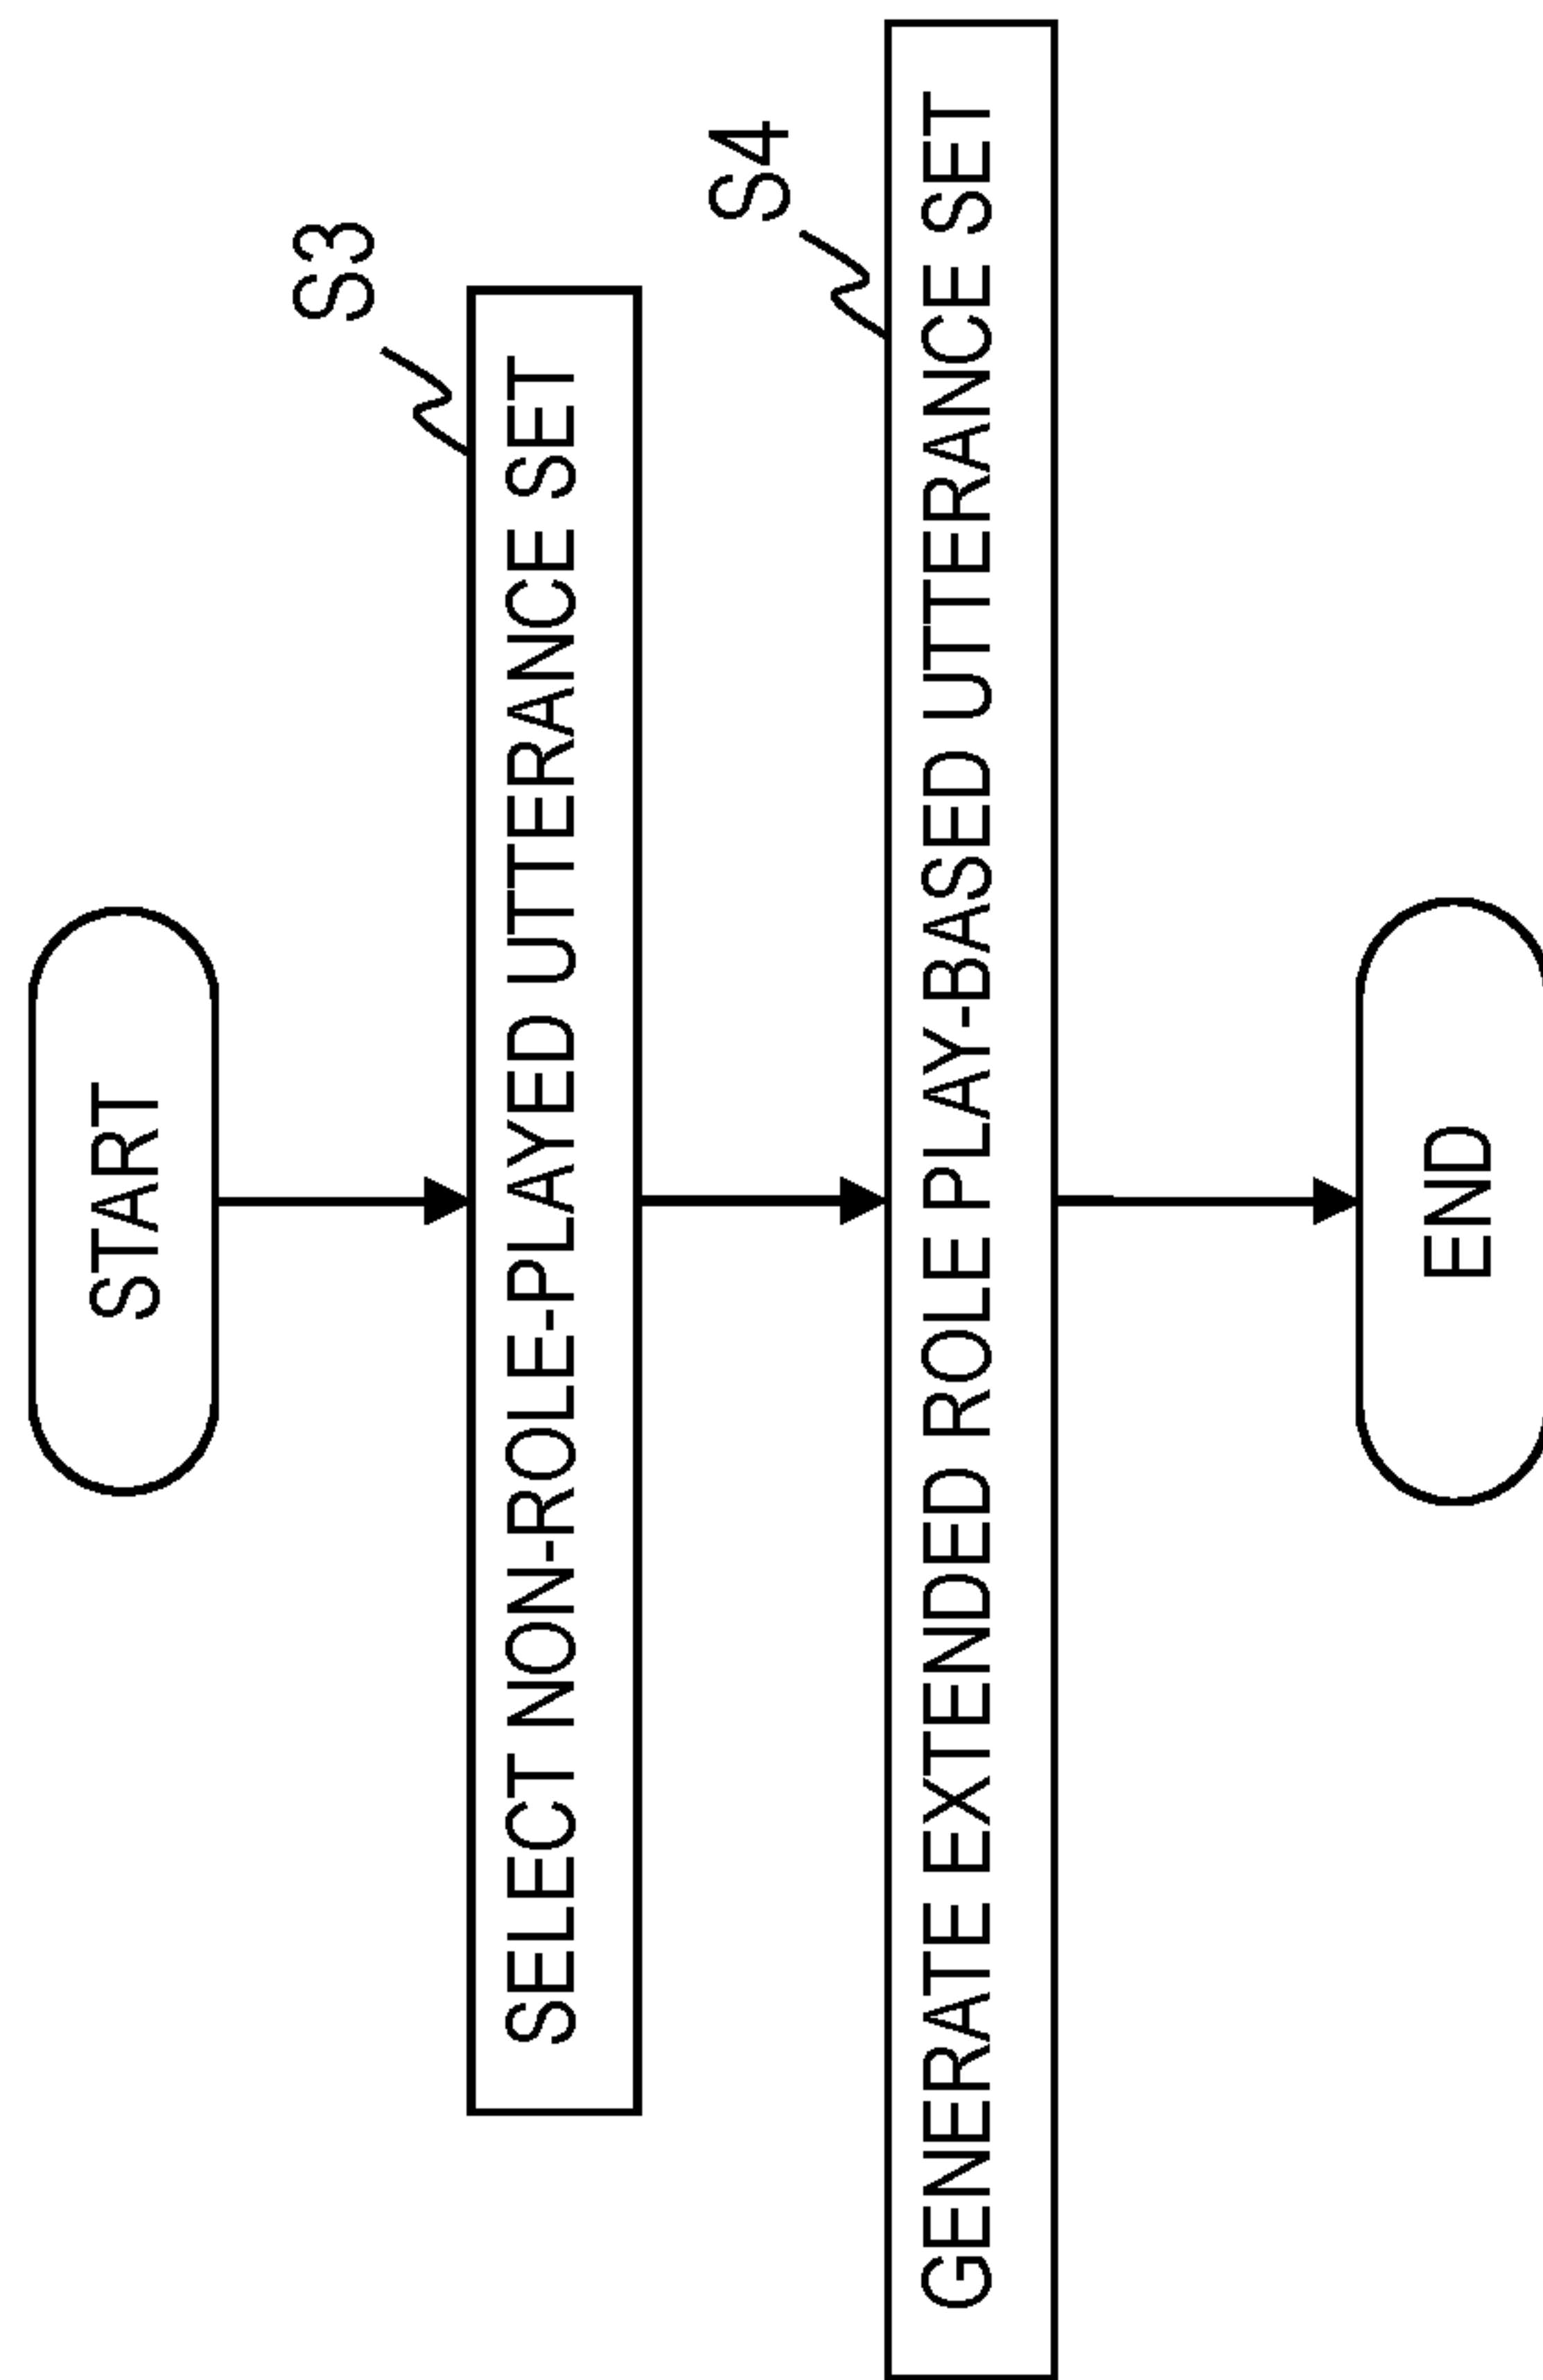 START
S3
SELECT NON-ROLE-PLAYED UTTERANCE SET
S4
GENERATE EXTENDED ROLE PLAY-BASED UTTERANCE SET
END